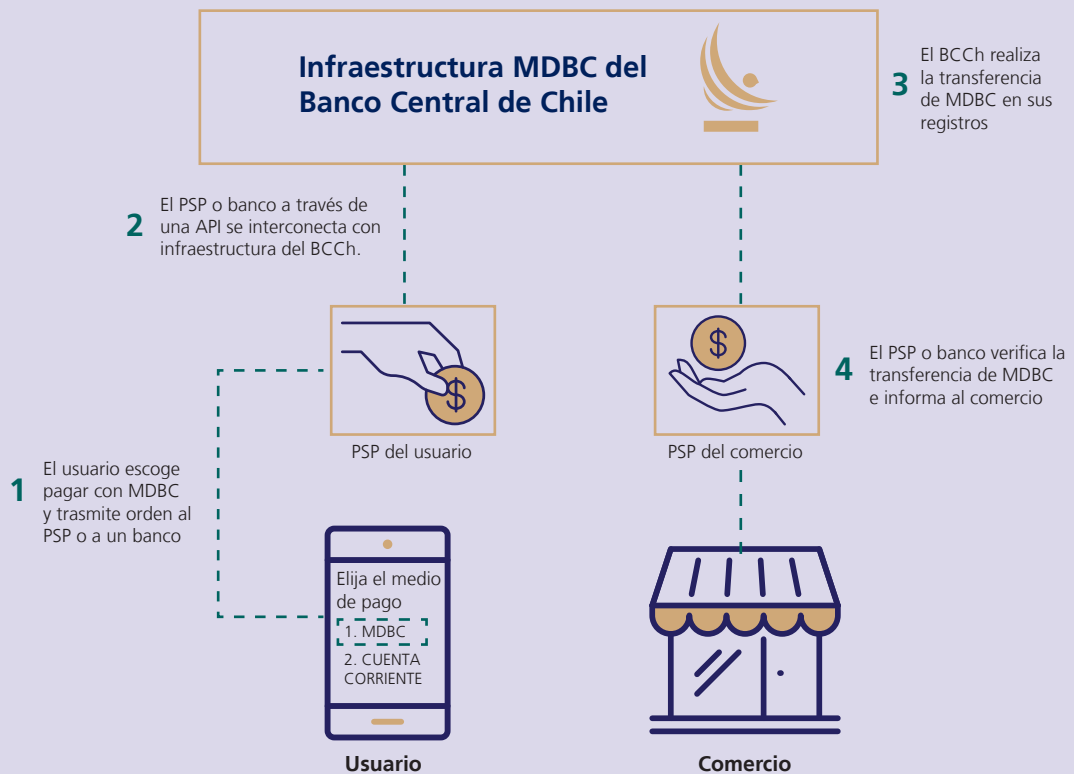 Infraestructura MDBC del
Banco Central de Chile
3
El BCCh realiza
la transferencia
de MDBC en sus
registros
2
El PSP o banco a través de
una API se interconecta con
infraestructura del BCCh.
$
PSP del usuario
$
PSP del comercio
4
El PSP o banco verifica la
transferencia de MDBC
e informa al comercio
1
El usuario escoge
pagar con MDBC
y trasmite orden al
PSP o a un banco
Elija el medio
de pago
1. MDBC
2. CUENTA
CORRIENTE
Usuario
Comercio